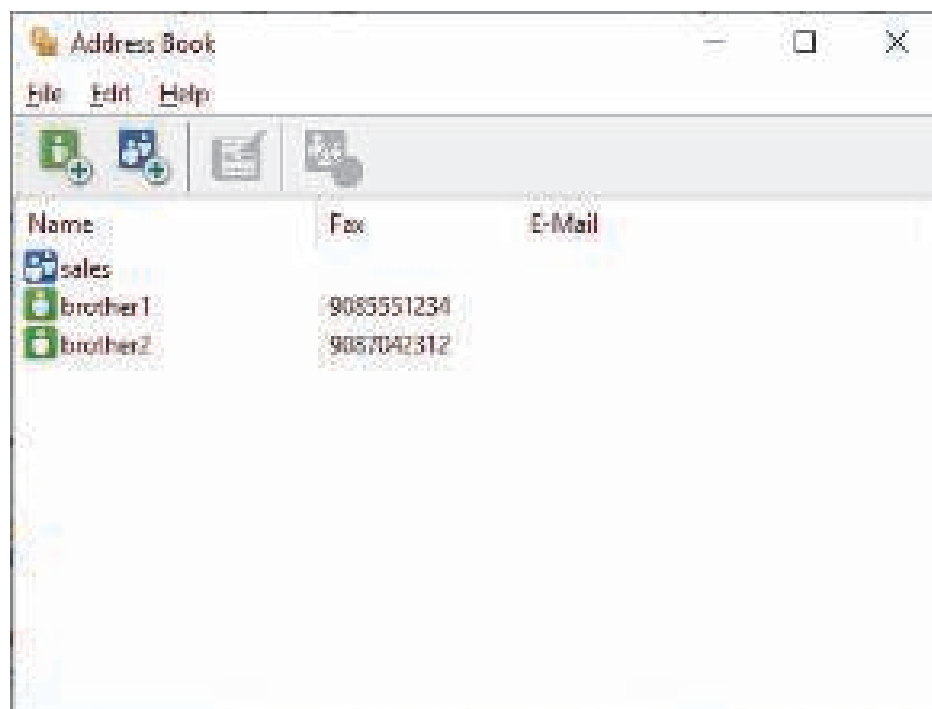 Address Book
File Edit Help
Name Fax E-Mail
sales
brother1 9085551234
brother2 9087042312